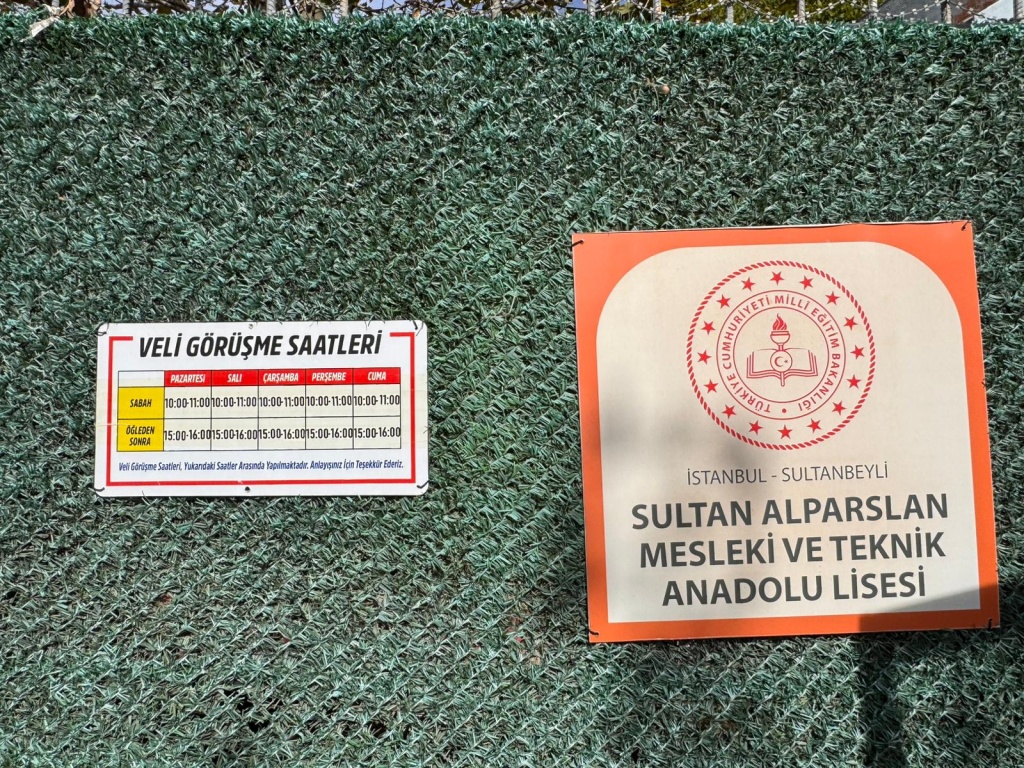 VELİ GÖRÜŞME SAATLERİ
PAZARTESİ SALI ÇARŞAMBA PERŞEMBE CUMA
SABAH 10:00-11:00 10:00-11:00 10:00-11:00 10:00-11:00 10:00-11:00
ÖĞLEDEN SONRA 15:00-16:00 15:00-16:00 15:00-16:00 15:00-16:00 15:00-16:00
Veli Görüşme Saatleri, Yukarıdaki Saatler Arasında Yapılmaktadır. Anlayışınız İçin Teşekkür Ederiz.
TÜRKİYE CUMHURİYETİ MİLLİ EĞİTİM BAKANLIĞI
İSTANBUL - SULTANBEYLİ
SULTAN ALPARSLAN
MESLEKİ VE TEKNİK
ANADOLU LİSESİ